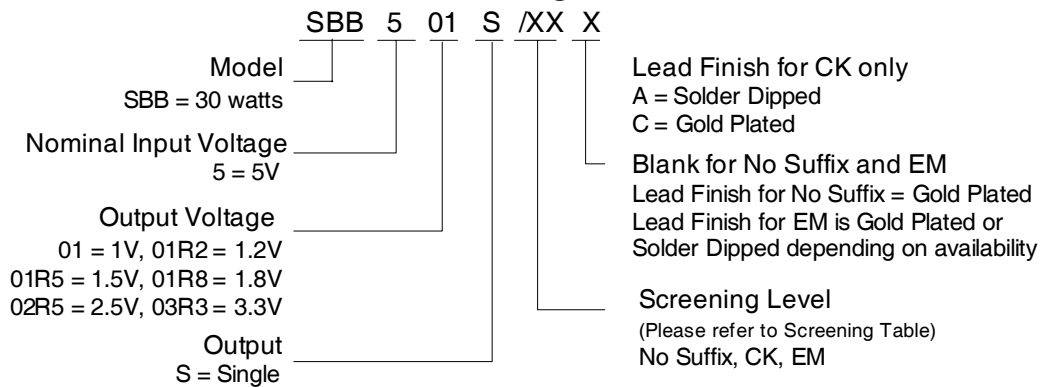 SBB 5 01 S /XX X
Model
SBB = 30 watts
Nominal Input Voltage
5 = 5V
Output Voltage
01 = 1V, 01R2 = 1.2V
01R5 = 1.5V, 01R8 = 1.8V
02R5 = 2.5V, 03R3 = 3.3V
Output
S = Single
Lead Finish for CK only
A = Solder Dipped
C = Gold Plated
Blank for No Suffix and EM
Lead Finish for No Suffix = Gold Plated
Lead Finish for EM is Gold Plated or
Solder Dipped depending on availability
Screening Level
(Please refer to Screening Table)
No Suffix, CK, EM